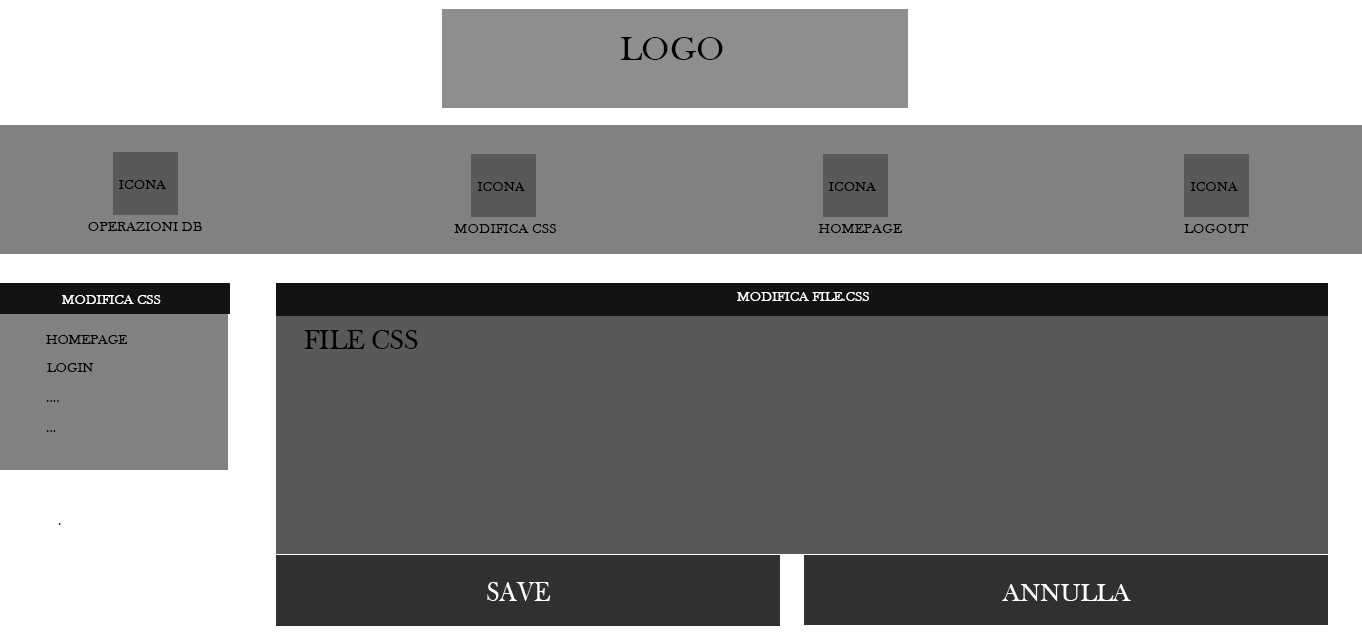 LOGO
ICONA
OPERAZIONI DB
ICONA
MODIFICA CSS
ICONA
HOMEPAGE
ICONA
LOGOUT
MODIFICA CSS
HOMEPAGE
LOGIN
....
...
.
MODIFICA FILE.CSS
FILE CSS
SAVE
ANNULLA